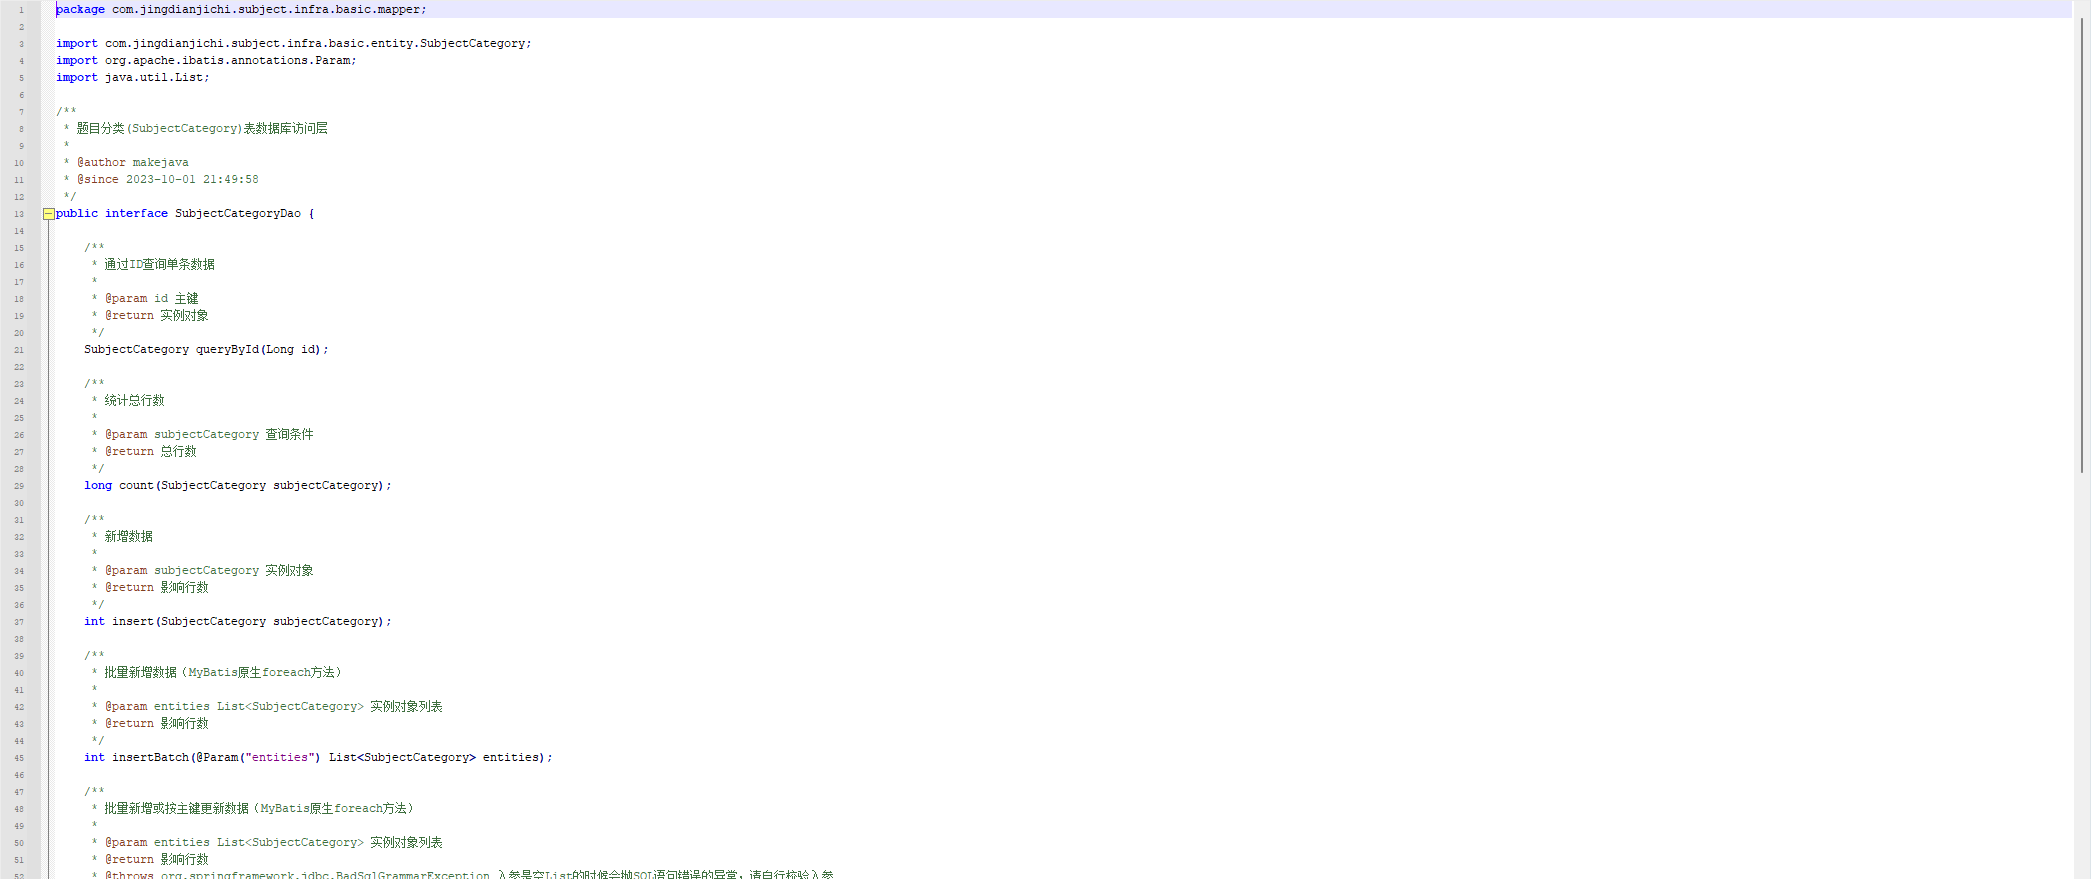 1 package com.jingdianjichi.subject.infra.basic.mapper;
2
3 import com.jingdianjichi.subject.infra.basic.entity.SubjectCategory;
4 import org.apache.ibatis.annotations.Param;
5 import java.util.List;
6
7 /**
8 * 题目分类(SubjectCategory)表数据库访问层
9 *
10 * @author makejava
11 * @since 2023-10-01 21:49:58
12 */
13 public interface SubjectCategoryDao {
14
15 /**
16 * 通过ID查询单条数据
17 *
18 * @param id 主键
19 * @return 实例对象
20 */
21 SubjectCategory queryById(Long id);
22
23 /**
24 * 统计总行数
25 *
26 * @param subjectCategory 查询条件
27 * @return 总行数
28 */
29 long count(SubjectCategory subjectCategory);
30
31 /**
32 * 新增数据
33 *
34 * @param subjectCategory 实例对象
35 * @return 影响行数
36 */
37 int insert(SubjectCategory subjectCategory);
38
39 /**
40 * 批量新增数据（MyBatis原生foreach方法）
41 *
42 * @param entities List<SubjectCategory> 实例对象列表
43 * @return 影响行数
44 */
45 int insertBatch(@Param("entities") List<SubjectCategory> entities);
46
47 /**
48 * 批量新增或按主键更新数据（MyBatis原生foreach方法）
49 *
50 * @param entities List<SubjectCategory> 实例对象列表
51 * @return 影响行数
52 * @throws org.springframework.jdbc.BadSqlGrammarException 入参是空List的时候会抛SQL语句错误的异常，请自行校验入参